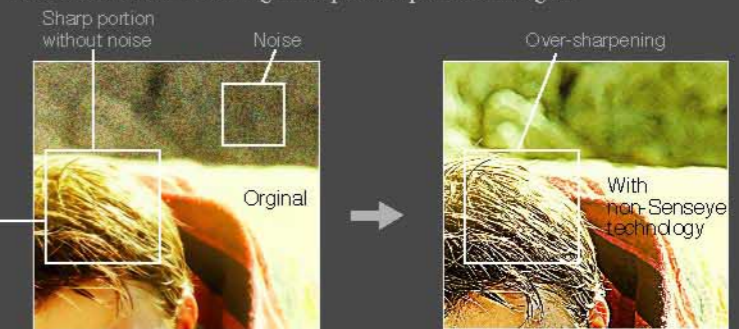 Sharp portion
without noise
Noise
Over-sharpening
Orginal
With
non-Senseye
technology